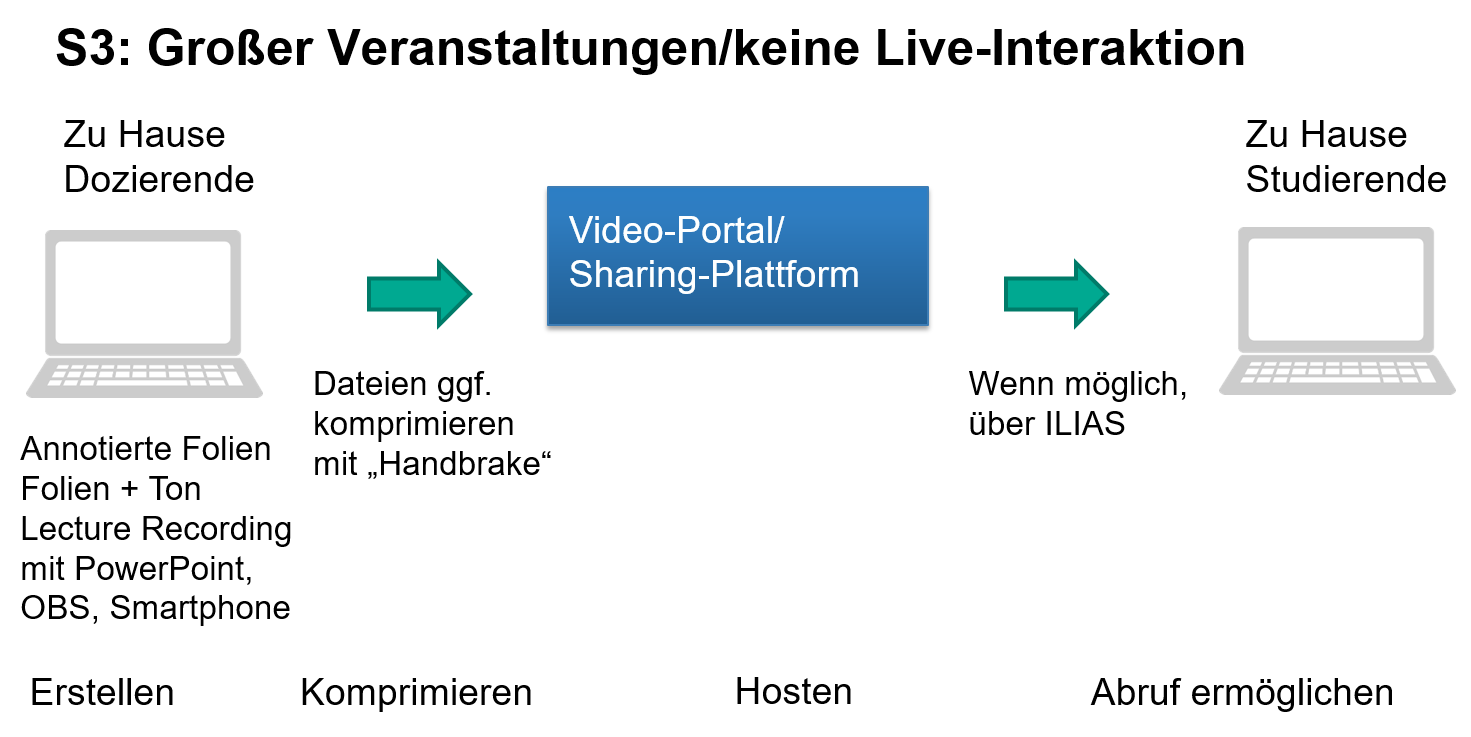 S3: Großer Veranstaltungen/keine Live-Interaktion
Zu Hause
Dozierende
Zu Hause
Studierende
Video-Portal/
Sharing-Plattform
Dateien ggf.
komprimieren
mit „Handbrake“
Wenn möglich,
über ILIAS
Annotierte Folien
Folien + Ton
Lecture Recording
mit PowerPoint,
OBS, Smartphone
Erstellen
Komprimieren
Hosten
Abruf ermöglichen